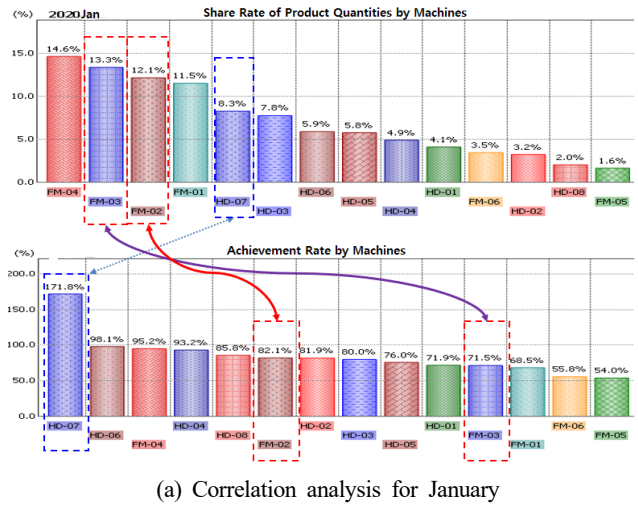 2020Jan Share Rate of Product Quantities by Machines
(%)
14.6% 13.3% 12.1% 11.5% 8.3% 7.8% 5.9% 5.8% 4.9% 4.1% 3.5% 3.2% 2.0% 1.6%
15.0
10.0
5.0
0.0
FM-04 FM-03 FM-02 FM-01 HD-07 HD-03 HD-06 HD-05 HD-04 HD-01 FM-06 HD-02 HD-08 FM-05
Achievement Rate by Machines
(%)
200.0
171.8% 98.1% 95.2% 93.2% 85.8% 82.1% 81.9% 80.0% 76.0% 71.9% 71.5% 68.5% 55.8% 54.0%
150.0
100.0
50.0
0.0
HD-07 HD-06 FM-04 HD-04 HD-08 FM-02 HD-02 HD-03 HD-05 HD-01 FM-03 FM-01 FM-06 FM-05
(a) Correlation analysis for January